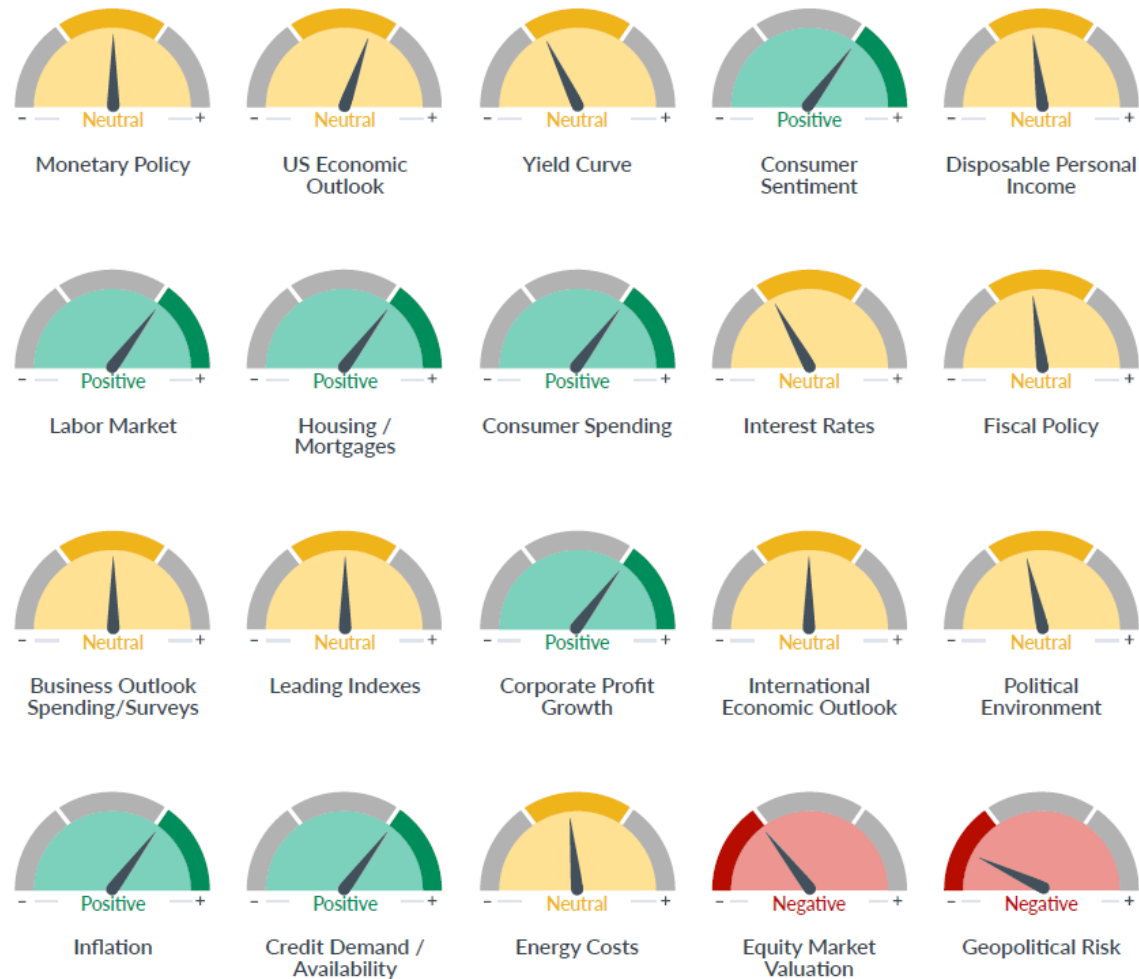 - Neutral +
Monetary Policy
- Neutral +
US Economic
Outlook
- Neutral +
Yield Curve
- Positive +
Consumer
Sentiment
- Neutral +
Disposable Personal
Income
- Positive +
Labor Market
- Positive +
Housing /
Mortgages
- Positive +
Consumer Spending
- Neutral +
Interest Rates
- Neutral +
Fiscal Policy
- Neutral +
Business Outlook
Spending/Surveys
- Neutral +
Leading Indexes
- Positive +
Corporate Profit
Growth
- Neutral +
International
Economic Outlook
- Neutral +
Political
Environment
- Positive +
Inflation
- Positive +
Credit Demand /
Availability
- Neutral +
Energy Costs
- Negative +
Equity Market
Valuation
- Negative +
Geopolitical Risk